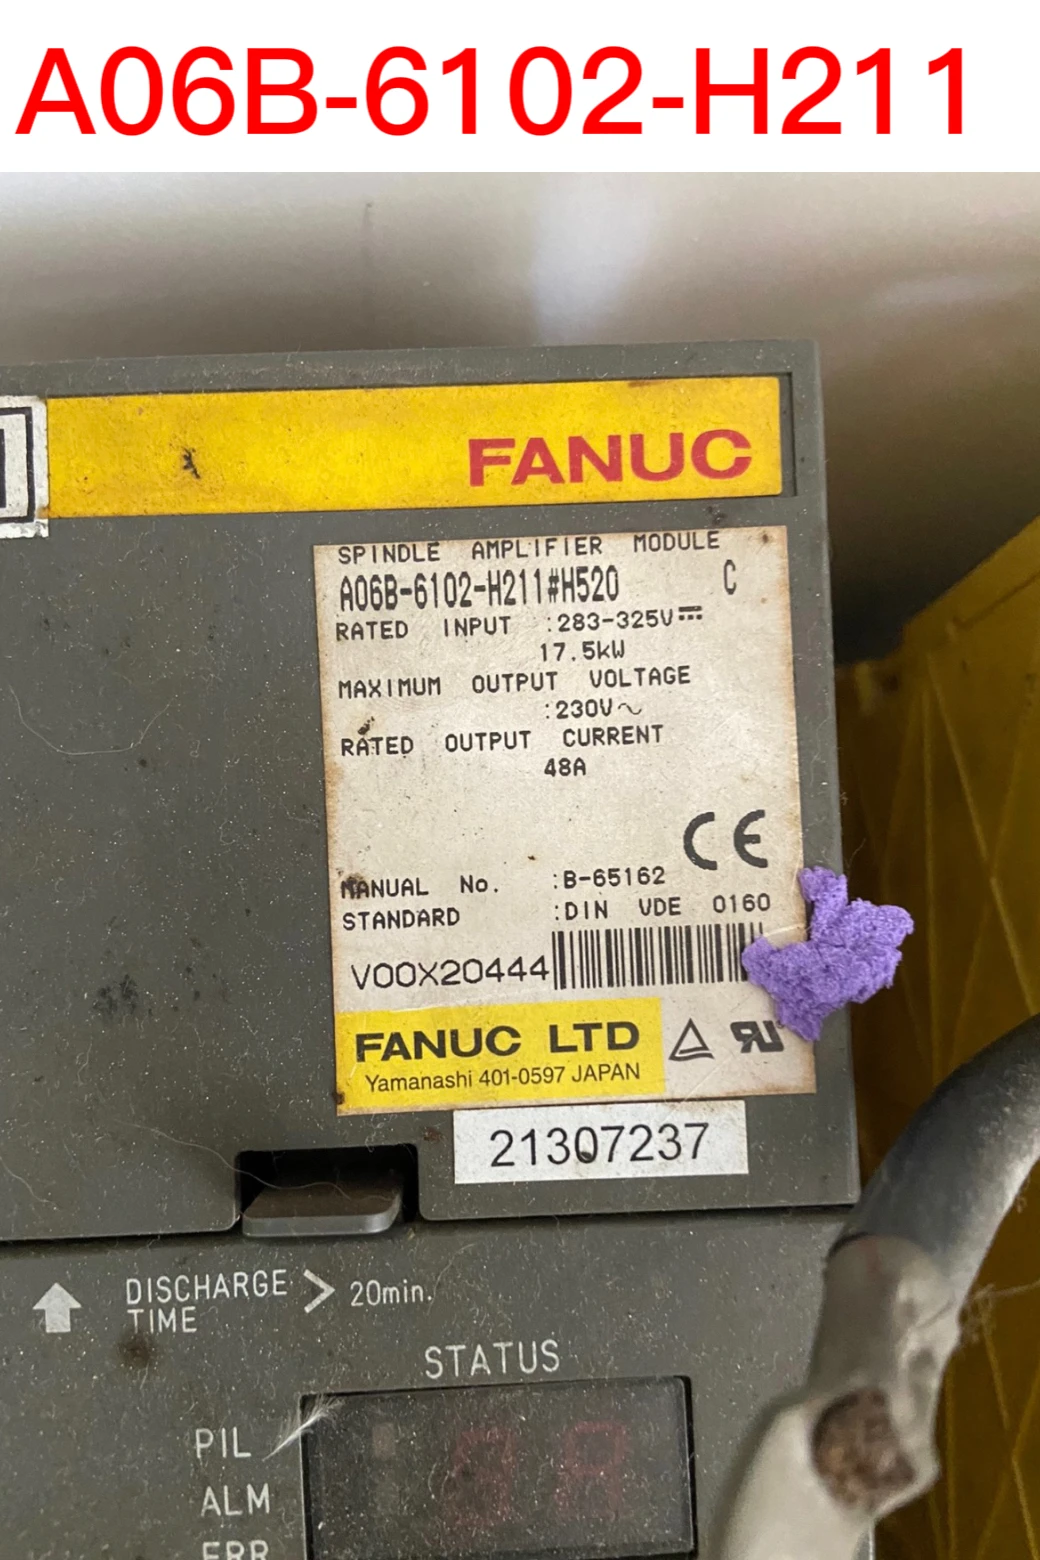 A06B-6102-H211
FANUC
SPINDLE AMPLIFIER MODULE
A06B-6102-H211#H520 C
RATED INPUT :283-325V⎓
17.5kW
MAXIMUM OUTPUT VOLTAGE
:230V~
RATED OUTPUT CURRENT
48A
CE
MANUAL No. :B-65162
STANDARD :DIN VDE 0160
V00X20444
FANUC LTD
Yamanashi 401-0597 JAPAN
21307237
DISCHARGE TIME > 20min.
STATUS
PIL
ALM
ERR